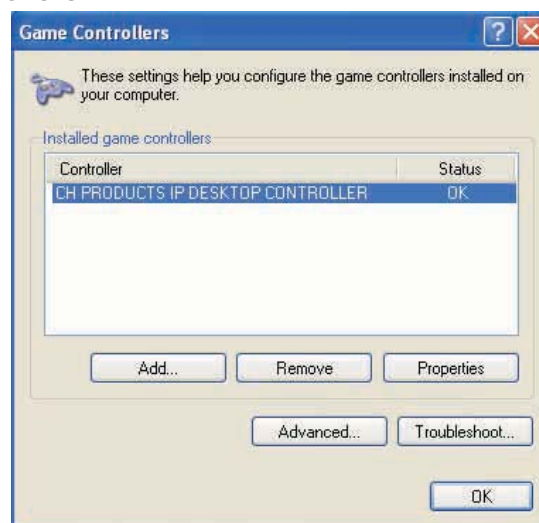 Game Controllers
These settings help you configure the game controllers installed on
your computer.
Installed game controllers
Controller Status
CH PRODUCTS IP DESKTOP CONTROLLER OK
Add... Remove Properties
Advanced... Troubleshoot...
OK